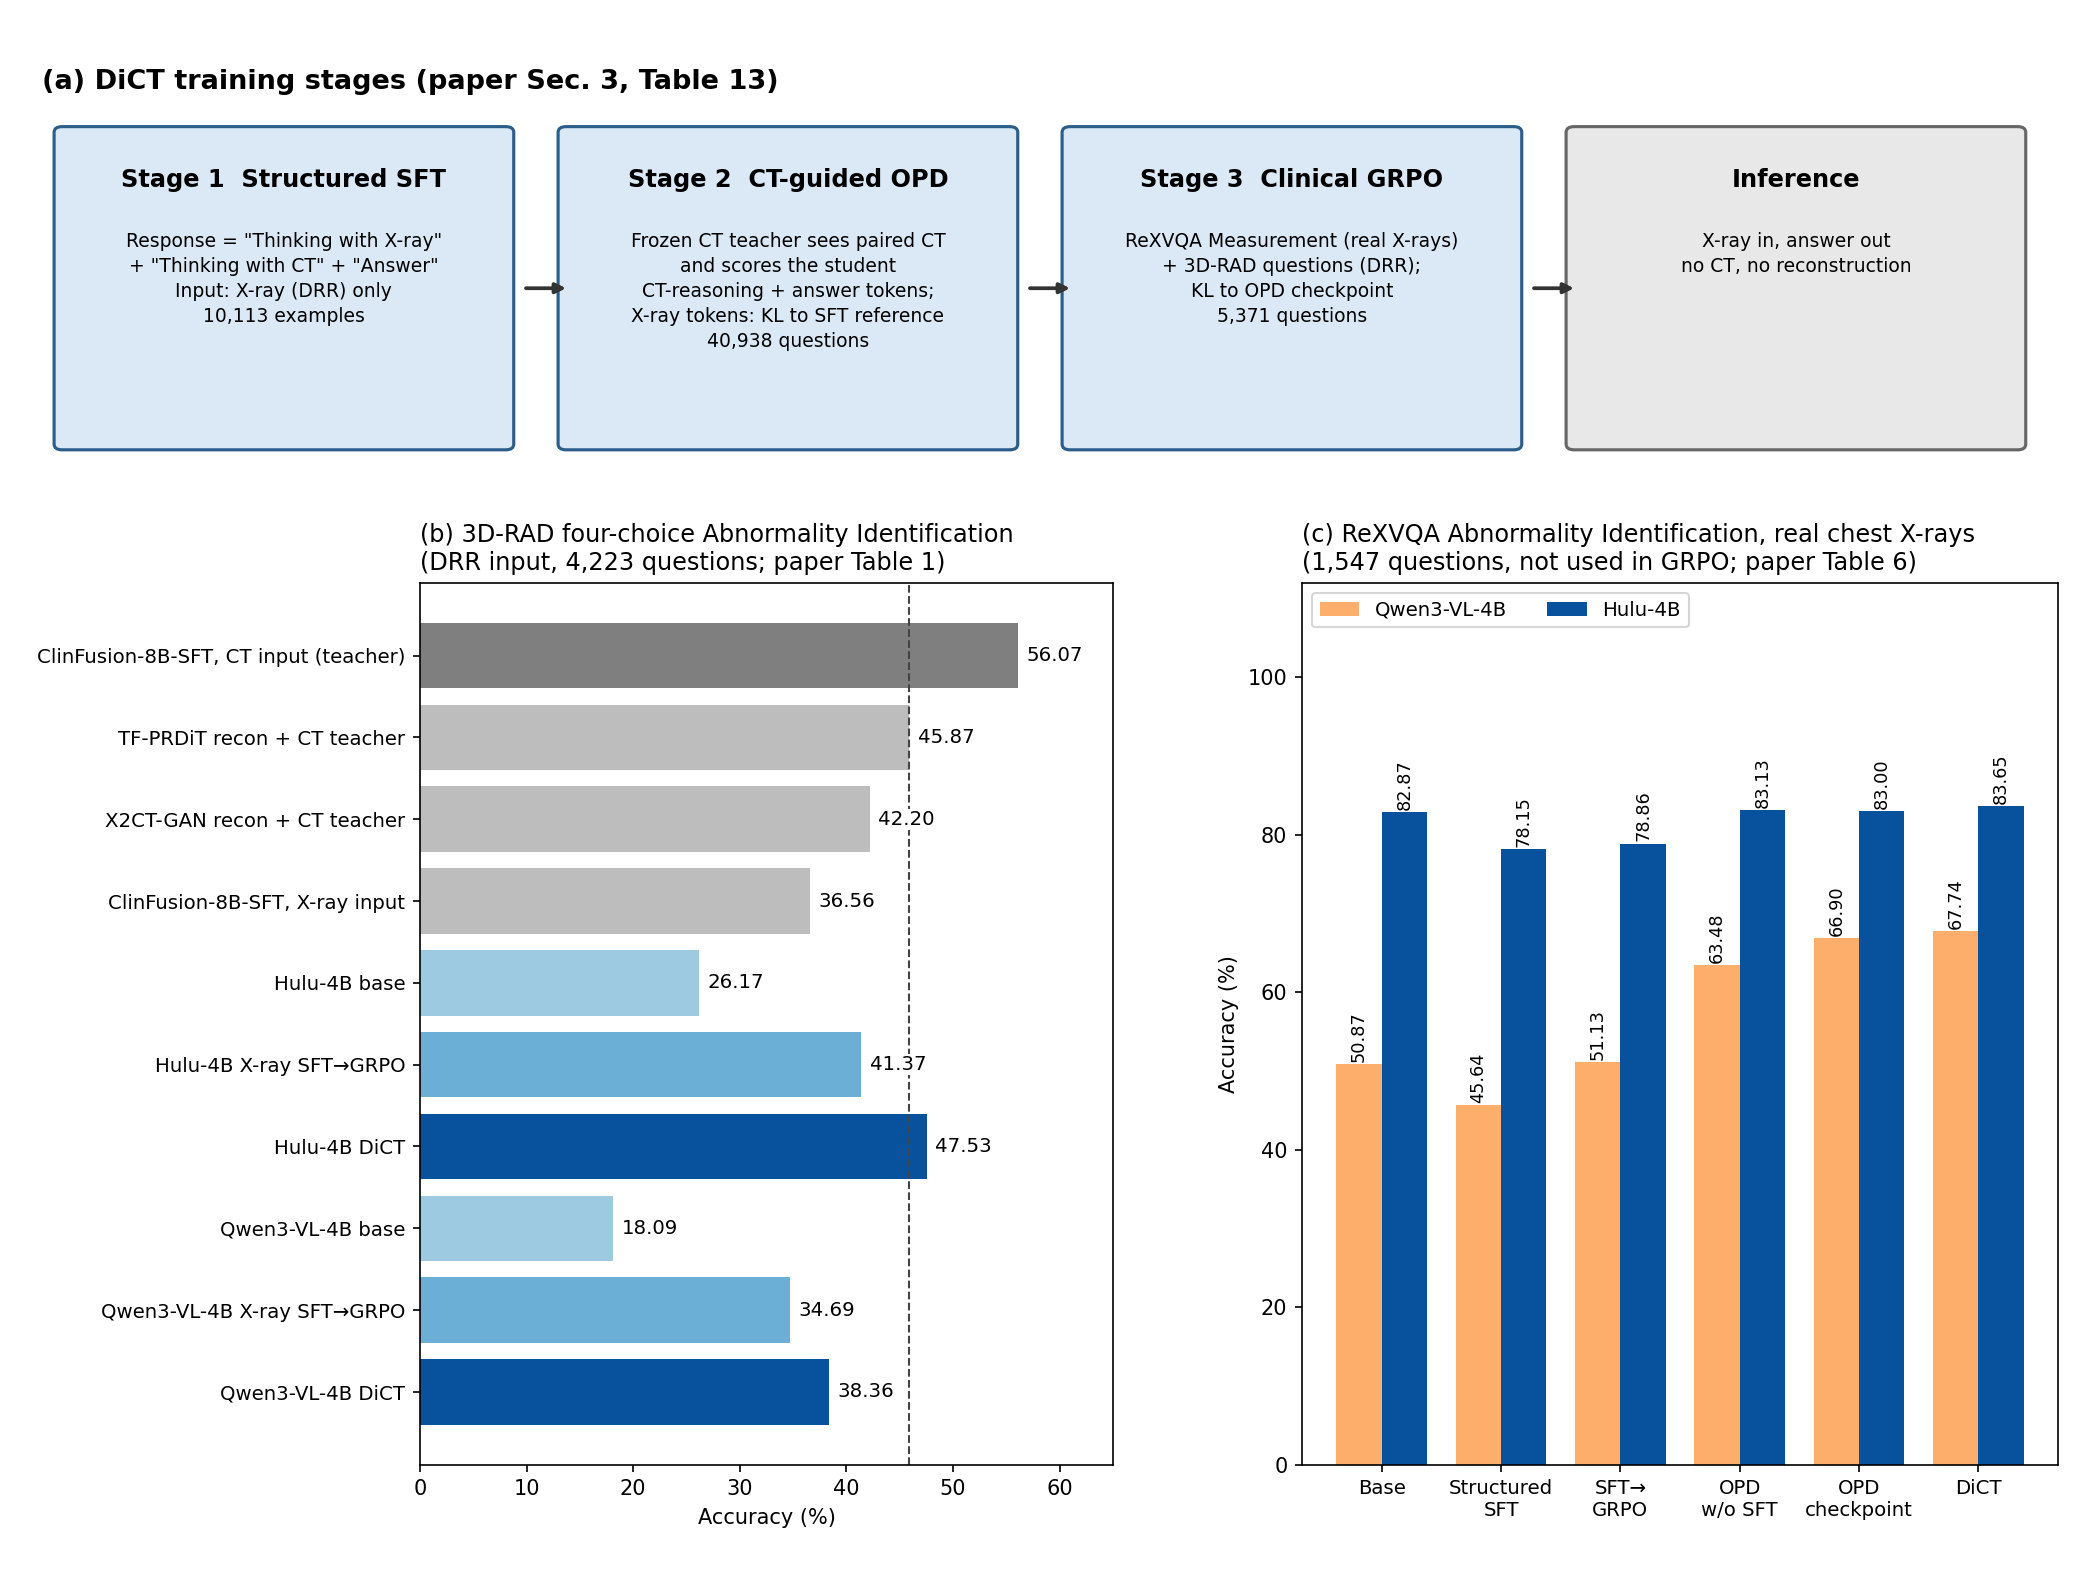 (a) DiCT training stages (paper Sec. 3, Table 13)
Stage 1  Structured SFT
Response = "Thinking with X-ray"
+ "Thinking with CT" + "Answer"
Input: X-ray (DRR) only
10,113 examples
Stage 2  CT-guided OPD
Frozen CT teacher sees paired CT
and scores the student
CT-reasoning + answer tokens;
X-ray tokens: KL to SFT reference
40,938 questions
Stage 3  Clinical GRPO
ReXVQA Measurement (real X-rays)
+ 3D-RAD questions (DRR);
KL to OPD checkpoint
5,371 questions
Inference
X-ray in, answer out
no CT, no reconstruction
(b) 3D-RAD four-choice Abnormality Identification
(DRR input, 4,223 questions; paper Table 1)
ClinFusion-8B-SFT, CT input (teacher) 56.07
TF-PRDiT recon + CT teacher 45.87
X2CT-GAN recon + CT teacher 42.20
ClinFusion-8B-SFT, X-ray input 36.56
Hulu-4B base 26.17
Hulu-4B X-ray SFT→GRPO 41.37
Hulu-4B DiCT 47.53
Qwen3-VL-4B base 18.09
Qwen3-VL-4B X-ray SFT→GRPO 34.69
Qwen3-VL-4B DiCT 38.36
0 10 20 30 40 50 60
Accuracy (%)
(c) ReXVQA Abnormality Identification, real chest X-rays
(1,547 questions, not used in GRPO; paper Table 6)
Qwen3-VL-4B Hulu-4B
Accuracy (%)
100
80
60
40
20
0
50.87 82.87
45.64 78.15
51.13 78.86
63.48 83.13
66.90 83.00
67.74 83.65
Base
Structured
SFT
SFT→
GRPO
OPD
w/o SFT
OPD
checkpoint
DiCT